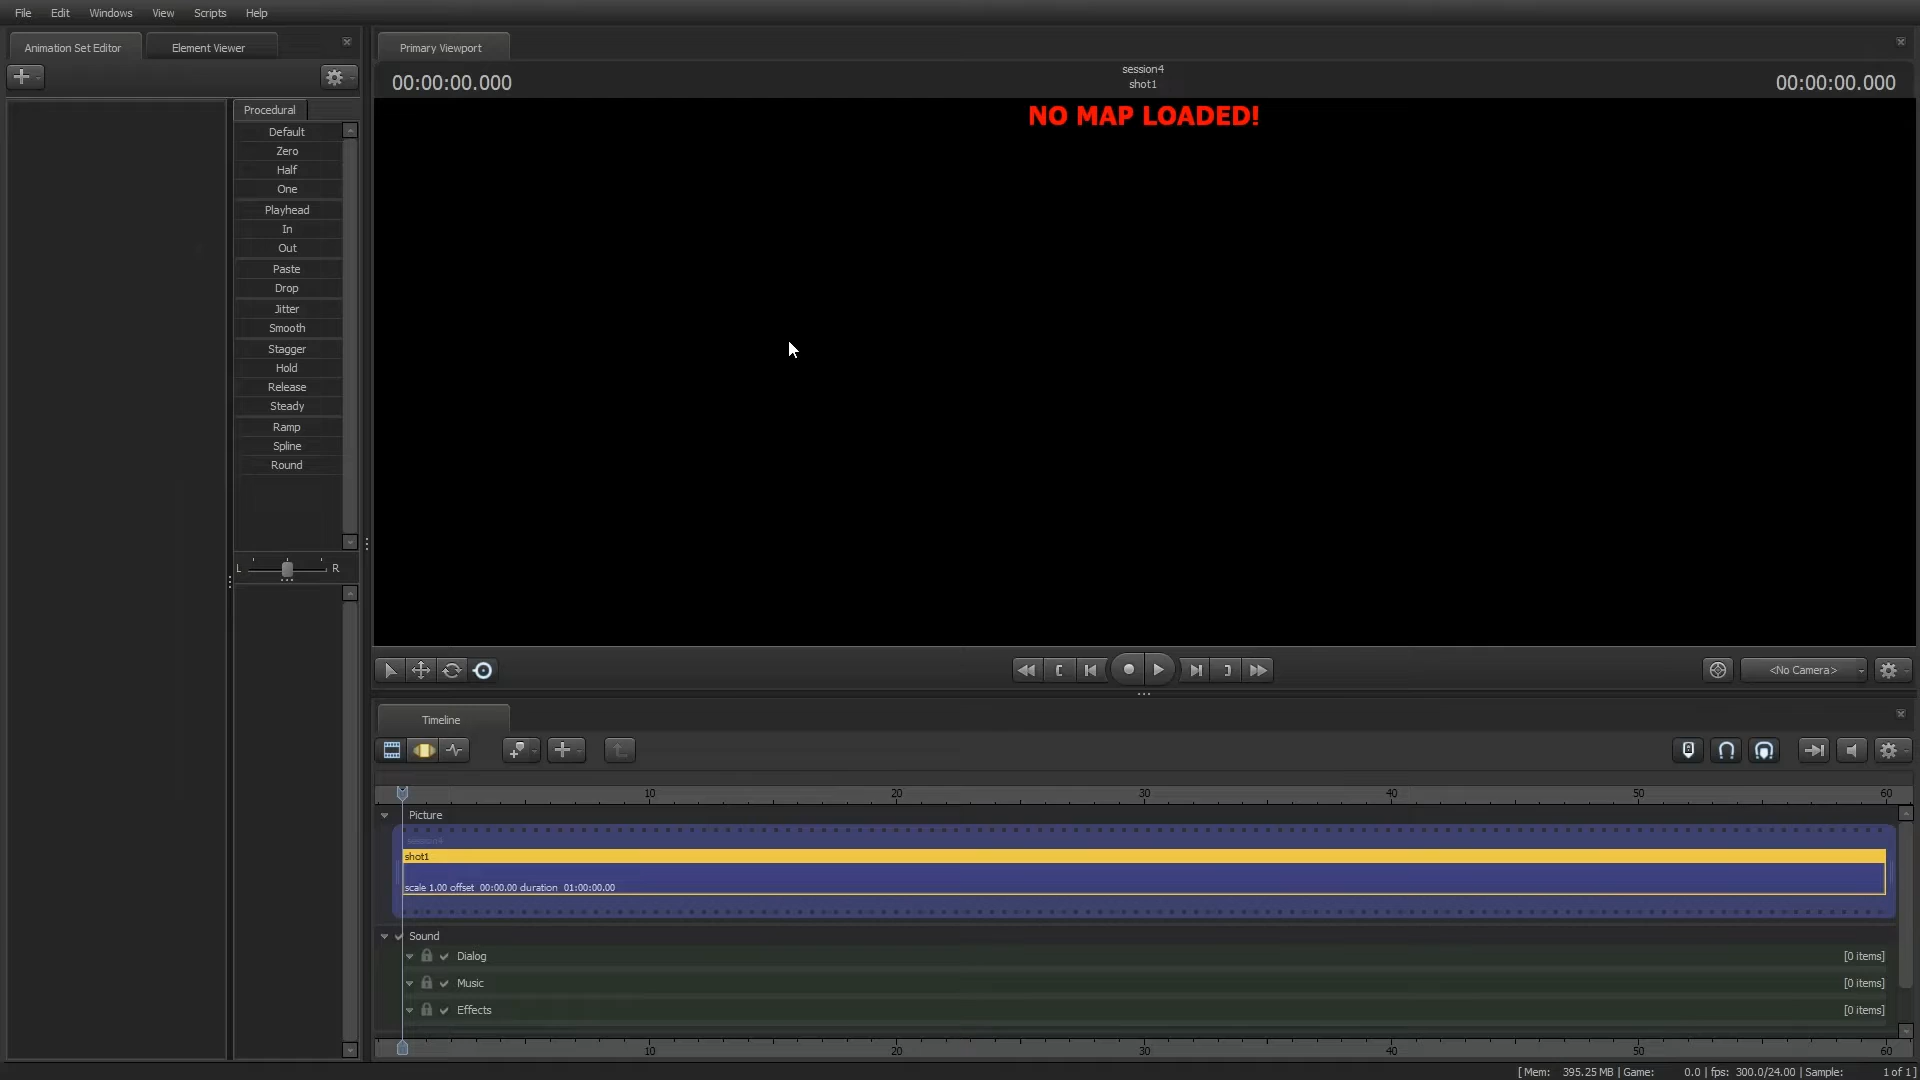 File Edit Windows View Scripts Help
Animation Set Editor Element Viewer
Primary Viewport
00:00:00.000
session4
shot1
00:00:00.000
NO MAP LOADED!
Procedural
Default
Zero
Half
One
Playhead
In
Out
Paste
Drop
Jitter
Smooth
Stagger
Hold
Release
Steady
Ramp
Spline
Round
L R
<No Camera>
Timeline
10 20 30 40 50 60
Picture
session4
shot1
scale 1.00 offset 00:00.00 duration 01:00:00.00
Sound
Dialog [0 items]
Music [0 items]
Effects [0 items]
10 20 30 40 50 60
[ Mem: 395.25 MB | Game: 0.0 | fps: 300.0/24.00 | Sample: 1 of 1 ]